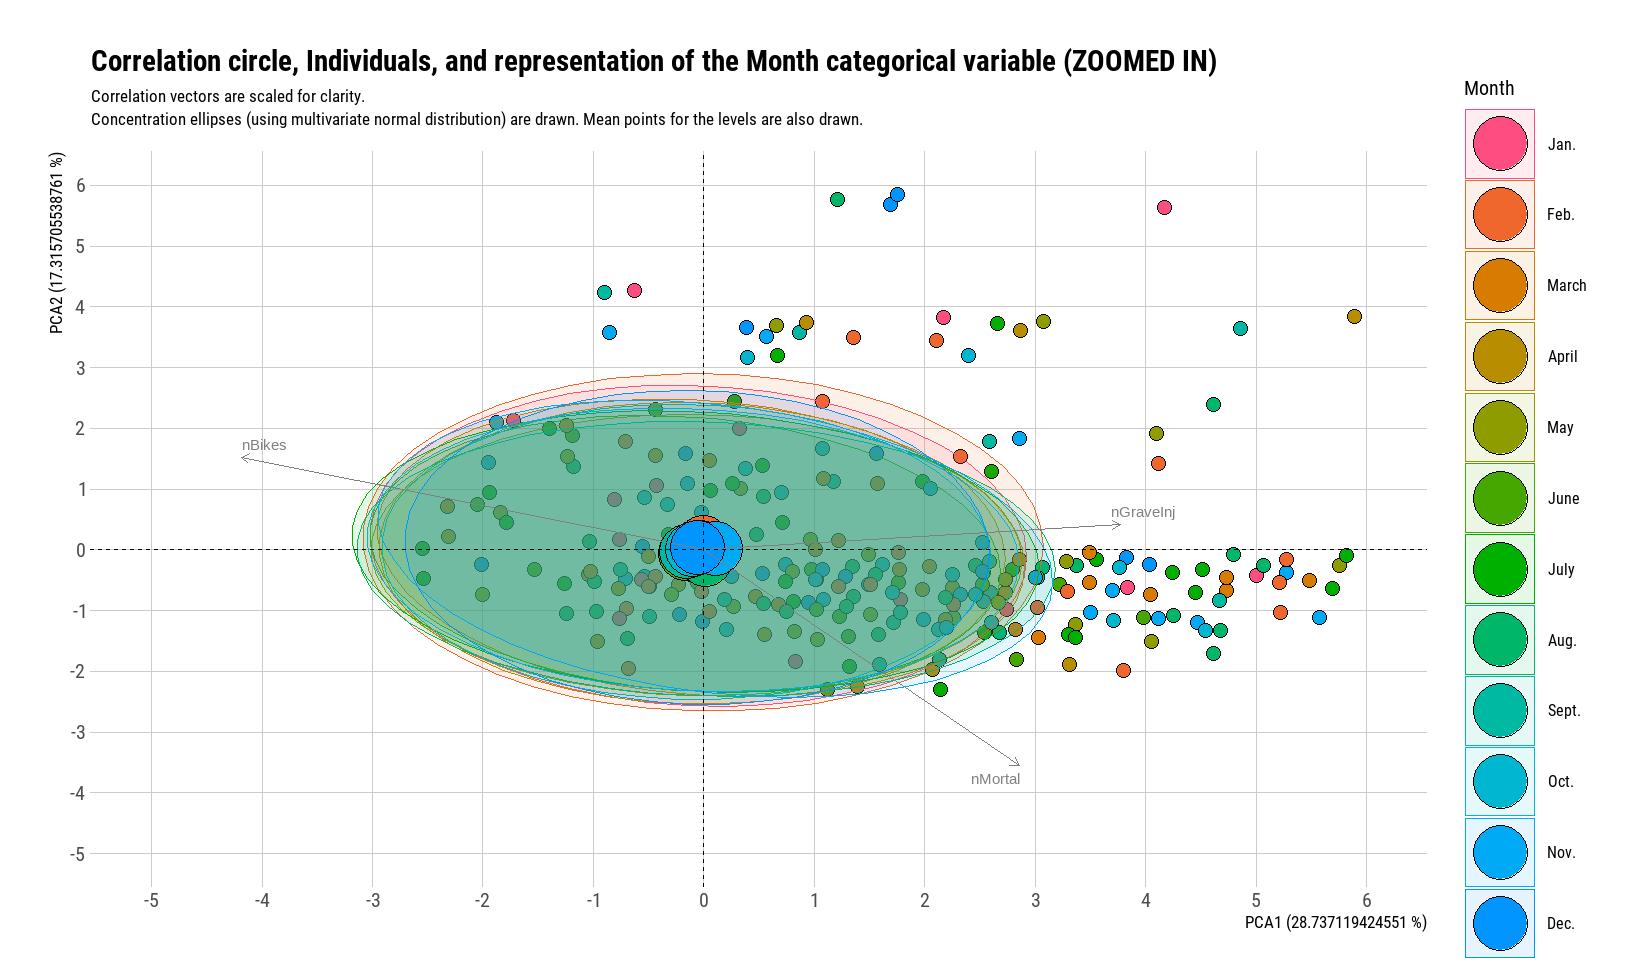 Correlation circle, Individuals, and representation of the Month categorical variable (ZOOMED IN)
Correlation vectors are scaled for clarity.
Concentration ellipses (using multivariate normal distribution) are drawn. Mean points for the levels are also drawn.
PCA2 (17.3157055538761 %)
6
5
4
3
2
1
0
-1
-2
-3
-4
-5
nBikes
nGraveInj
nMortal
-5
-4
-3
-2
-1
0
1
2
3
4
5
6
PCA1 (28.737119424551 %)
Month
Jan.
Feb.
March
April
May
June
July
Aug.
Sept.
Oct.
Nov.
Dec.